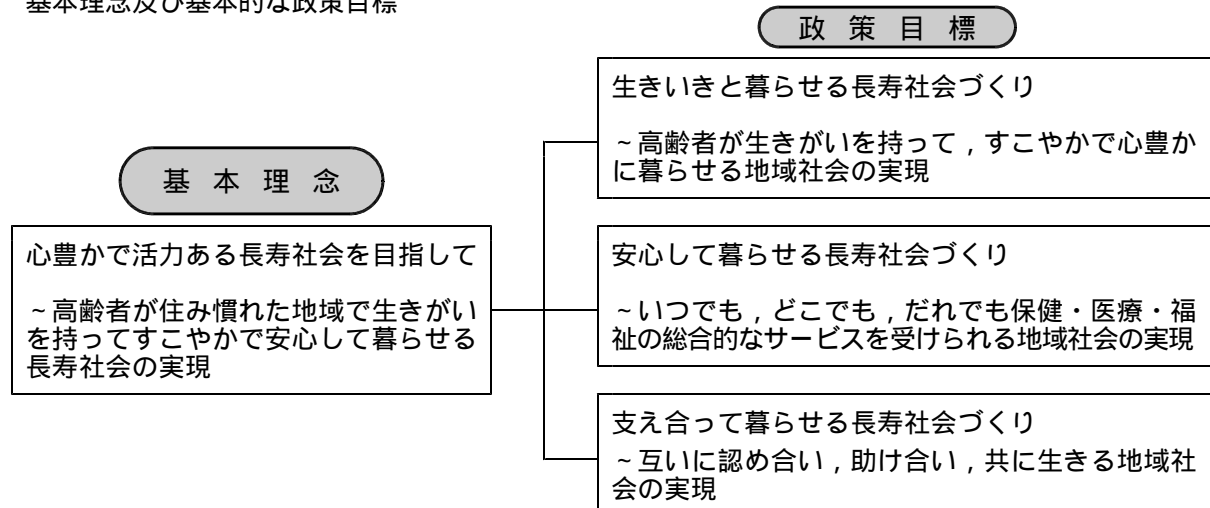 基本理念及び基本的な政策目標
基本理念
心豊かで活力ある長寿社会を目指して
~高齢者が住み慣れた地域で生きがい
を持ってすこやかで安心して暮らせる
長寿社会の実現
政策目標
生きいきと暮らせる長寿社会づくり
~高齢者が生きがいを持って,すこやかで心豊か
に暮らせる地域社会の実現
安心して暮らせる長寿社会づくり
~いつでも,どこでも,だれでも保健・医療・福
祉の総合的なサービスを受けられる地域社会の実現
支え合って暮らせる長寿社会づくり
~互いに認め合い,助け合い,共に生きる地域社
会の実現